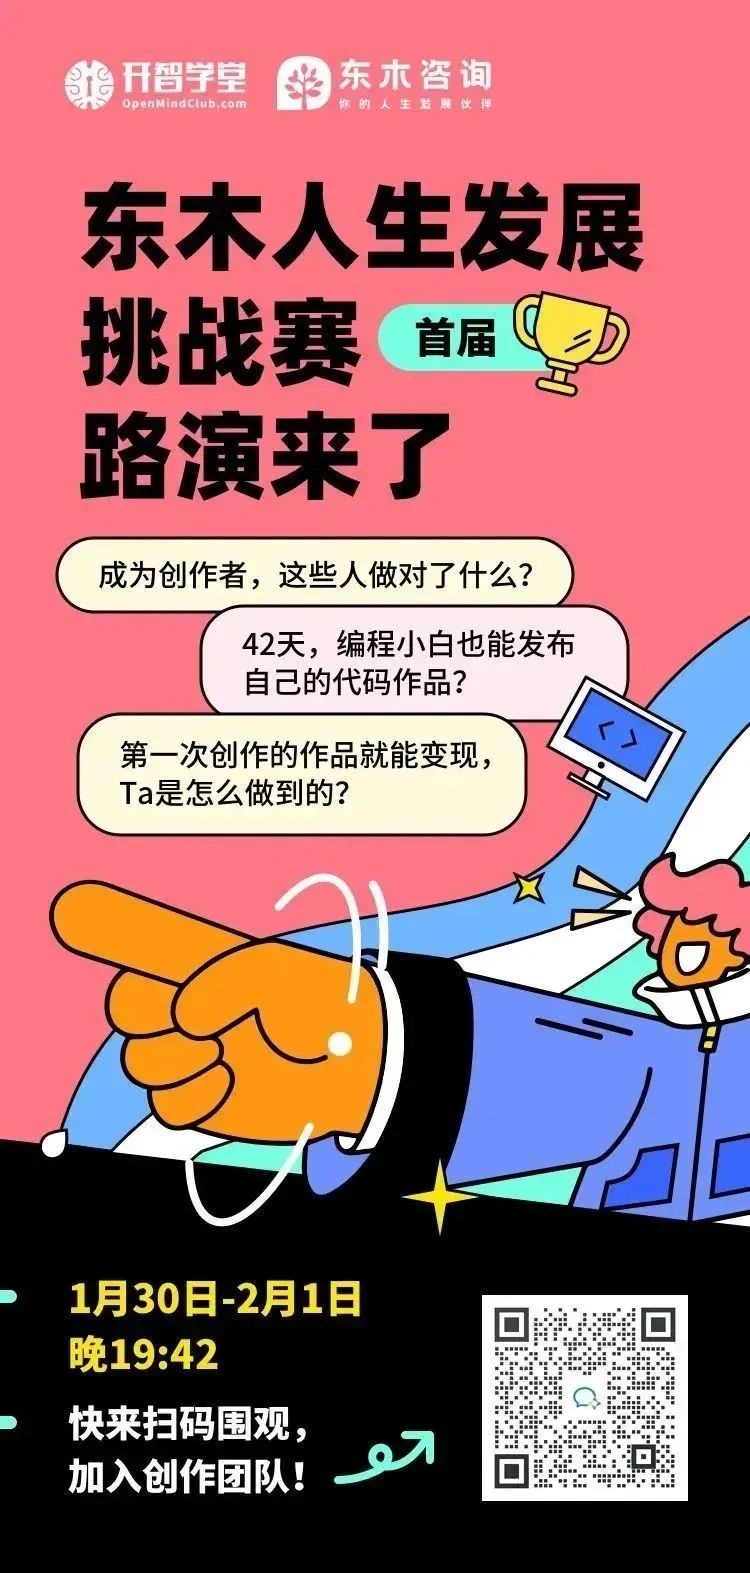 开智学堂
OpenMindClub.com
东木咨询
你的人生发展伙伴
东木人生发展
挑战赛
首届
路演来了
成为创作者，这些人做对了什么？
42天，编程小白也能发布
自己的代码作品？
第一次创作的作品就能变现，
Ta是怎么做到的？
1月30日-2月1日
晚19:42
快来扫码围观，
加入创作团队！